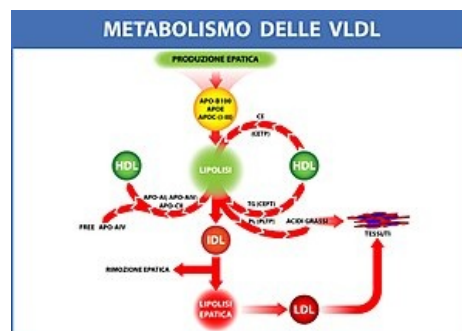 METABOLISMO DELLE VLDL
PRODUZIONE EPATICA
APO-B100
APOE
APOC-(I-III)
CE
(CETP)
HDL
LIPOLISI
HDL
APO-AI; APO-AIV;
APO-CII
FREE APO-AIV
TG (CEPT)
PL (PLTP)
ACIDI GRASSI
TESSUTI
IDL
RIMOZIONE EPATICA
LIPOLISI
EPATICA
LDL